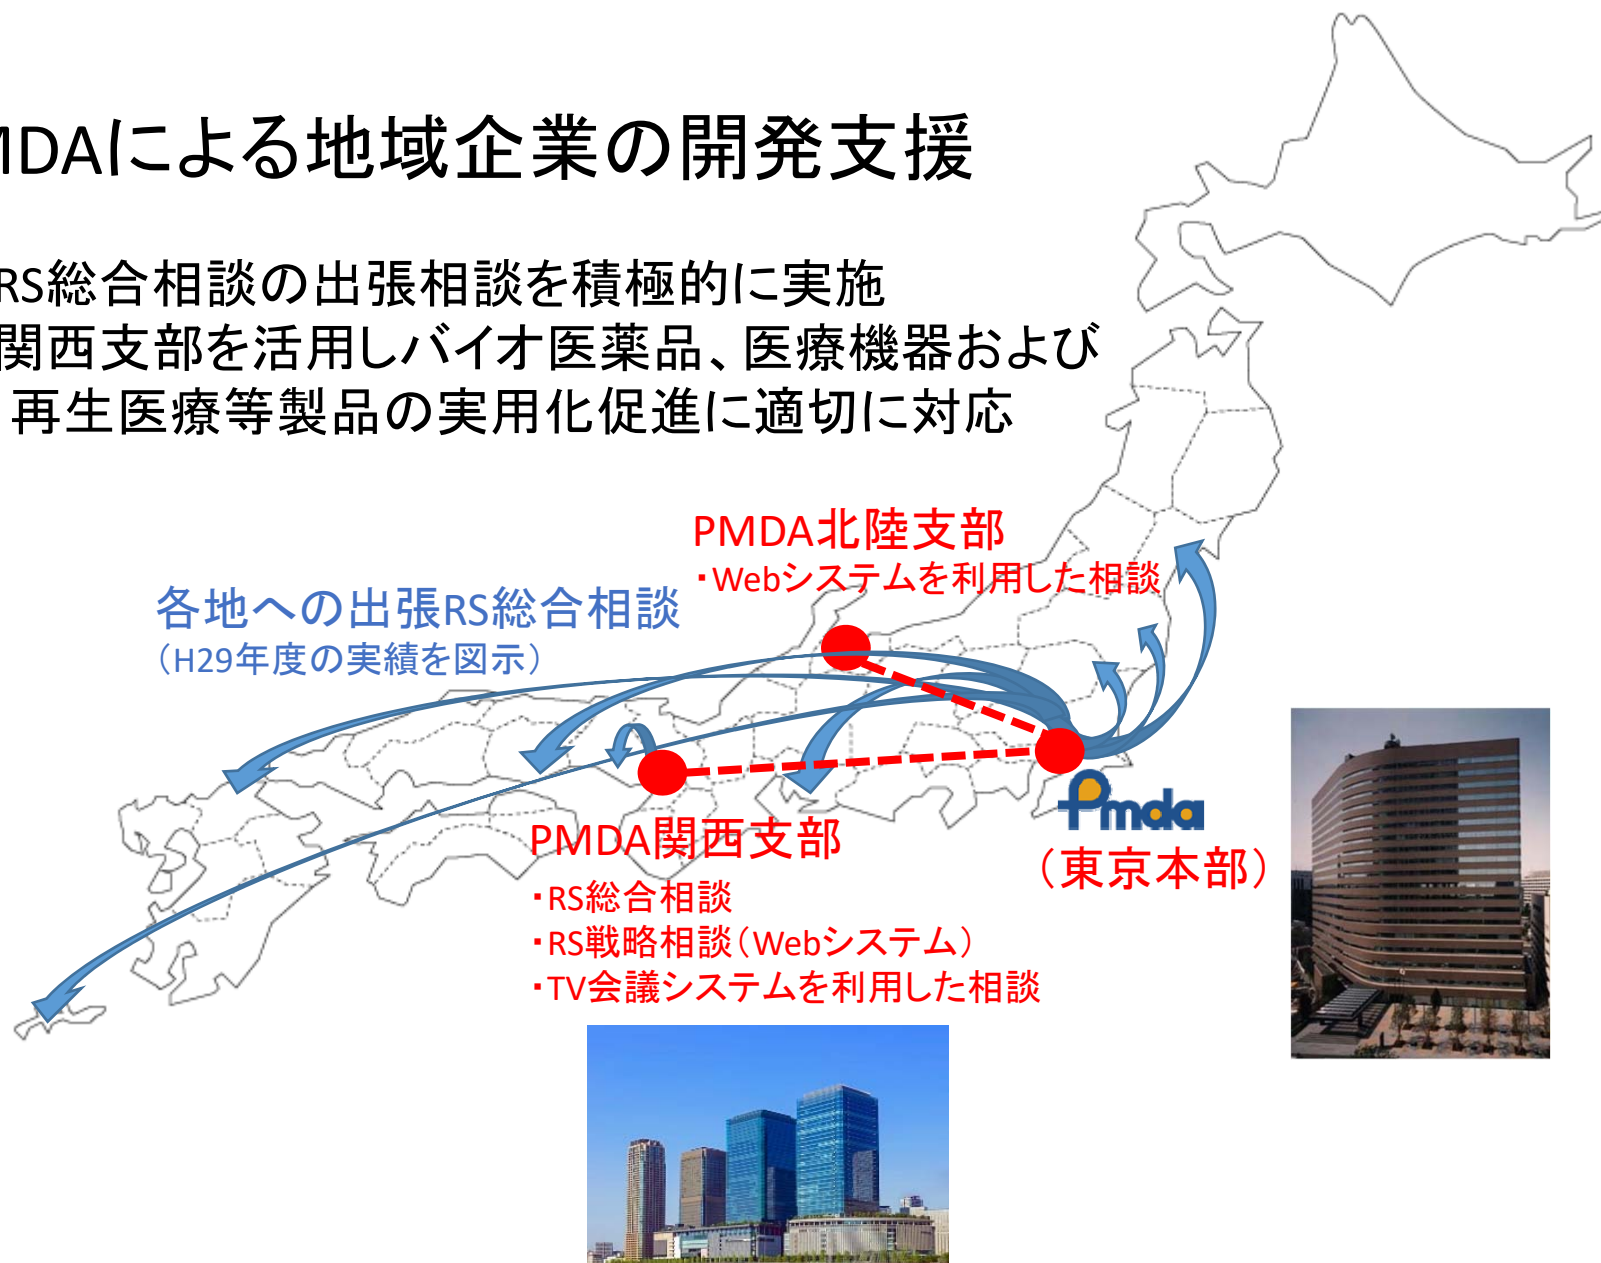 MDAによる地域企業の開発支援
RS総合相談の出張相談を積極的に実施
関西支部を活用しバイオ医薬品、医療機器および
再生医療等製品の実用化促進に適切に対応
PMDA北陸支部
・Webシステムを利用した相談
各地への出張RS総合相談
（H29年度の実績を図示）
Pmda
（東京本部）
PMDA関西支部
・RS総合相談
・RS戦略相談（Webシステム）
・TV会議システムを利用した相談